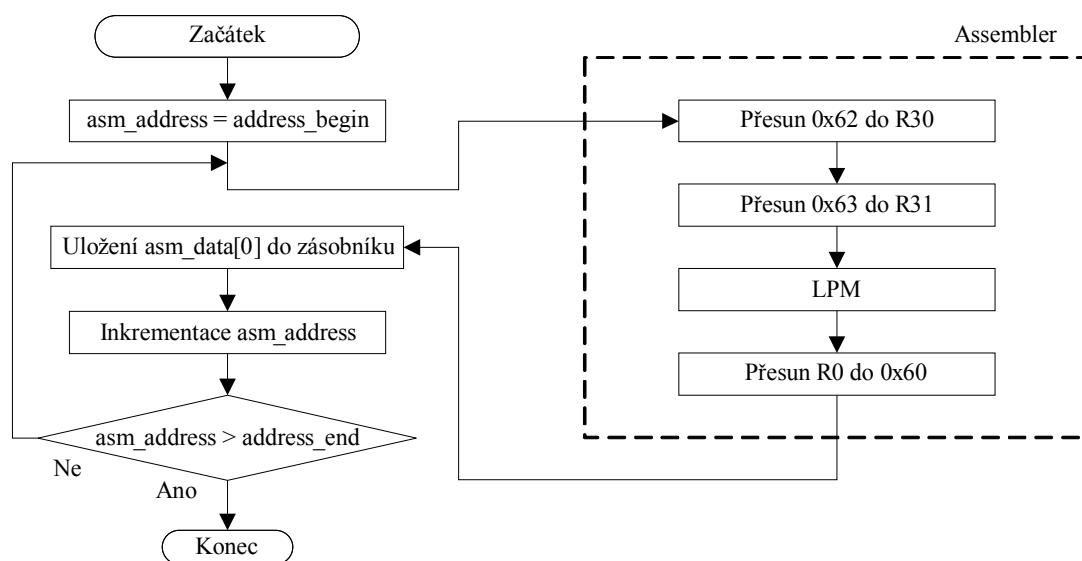 Začátek
Assembler
asm_address = address_begin
Přesun 0x62 do R30
Přesun 0x63 do R31
Uložení asm_data[0] do zásobníku
LPM
Inkrementace asm_address
Přesun R0 do 0x60
asm_address > address_end
Ne
Ano
Konec